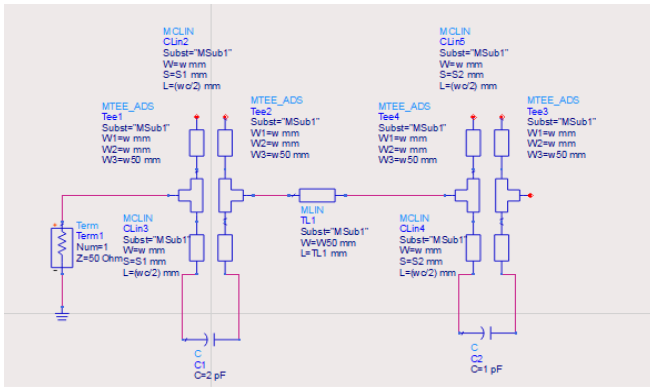 MCLIN
CLin2
Subst="MSub1"
W=w mm
S=S1 mm
L=(wc/2) mm
MCLIN
CLin5
Subst="MSub1"
W=w mm
S=S2 mm
L=(wc/2) mm
MTEE_ADS
Tee1
Subst="MSub1"
W1=w mm
W2=w mm
W3=w50 mm
MTEE_ADS
Tee2
Subst="MSub1"
W1=w mm
W2=w mm
W3=w50 mm
MTEE_ADS
Tee4
Subst="MSub1"
W1=w mm
W2=w mm
W3=w50 mm
MTEE_ADS
Tee3
Subst="MSub1"
W1=w mm
W2=w mm
W3=w50 mm
Term
Term1
Num=1
Z=50 Ohm
MCLIN
CLin3
Subst="MSub1"
W=w mm
S=S1 mm
L=(wc/2) mm
MLIN
TL1
Subst="MSub1"
W=W50 mm
L=TL1 mm
MCLIN
CLin4
Subst="MSub1"
W=w mm
S=S2 mm
L=(wc/2) mm
C
C1
C=2 pF
C
C2
C=1 pF